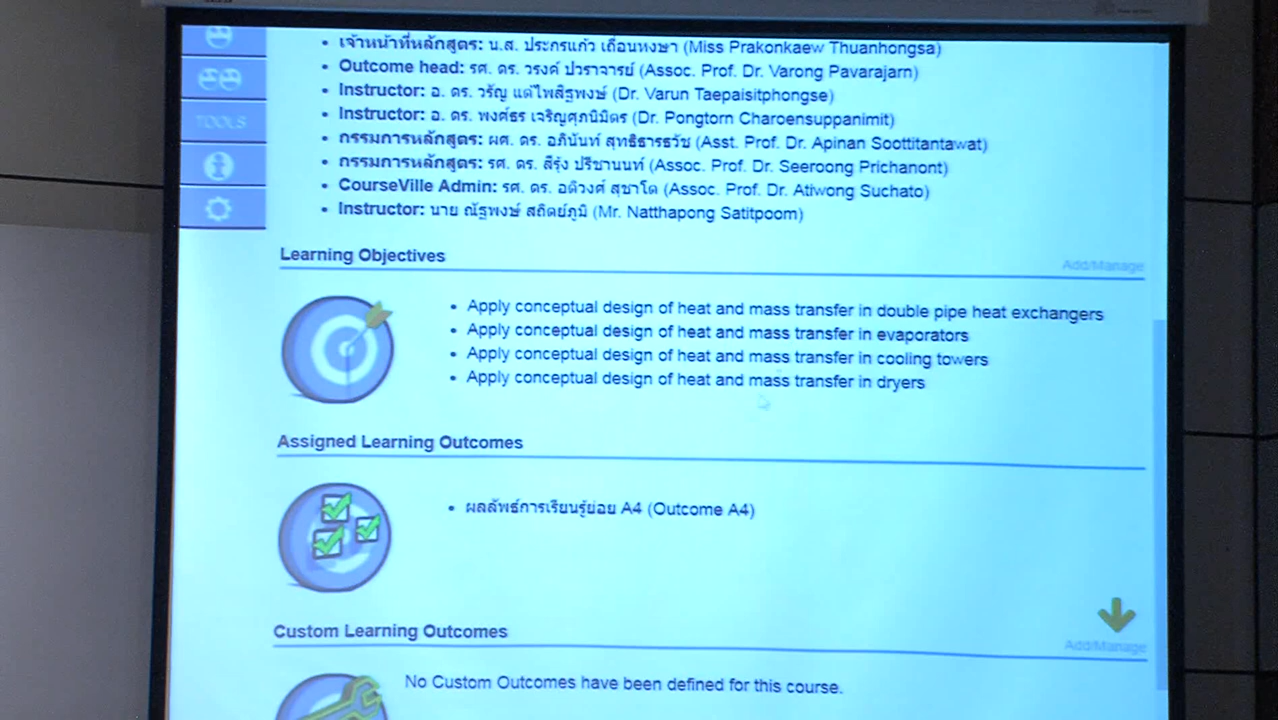 • เจ้าหน้าที่หลักสูตร: น.ส. ประกรแก้ว เถื่อนหงษา (Miss Prakonkaew Thuanhongsa)
• Outcome head: รศ. ดร. วรงค์ ปวราจารย์ (Assoc. Prof. Dr. Varong Pavarajarn)
• Instructor: อ. ดร. วรัญ แต้ไพสิฐพงษ์ (Dr. Varun Taepaisitphongse)
• Instructor: อ. ดร. พงศ์ธร เจริญศุภนิมิตร (Dr. Pongtorn Charoensuppanimit)
TOOLS
• กรรมการหลักสูตร: ผศ. ดร. อภินันท์ สุทธิธารธวัช (Asst. Prof. Dr. Apinan Soottitantawat)
• กรรมการหลักสูตร: รศ. ดร. สีรุ่ง ปรีชานนท์ (Assoc. Prof. Dr. Seeroong Prichanont)
• CourseVille Admin: รศ. ดร. อติวงศ์ สุชาโต (Assoc. Prof. Dr. Atiwong Suchato)
• Instructor: นาย ณัฐพงษ์ สถิตย์ภูมิ (Mr. Natthapong Satitpoom)
Learning Objectives
Add/Manage
• Apply conceptual design of heat and mass transfer in double pipe heat exchangers
• Apply conceptual design of heat and mass transfer in evaporators
• Apply conceptual design of heat and mass transfer in cooling towers
• Apply conceptual design of heat and mass transfer in dryers
Assigned Learning Outcomes
• ผลลัพธ์การเรียนรู้ย่อย A4 (Outcome A4)
Custom Learning Outcomes
Add/Manage
No Custom Outcomes have been defined for this course.